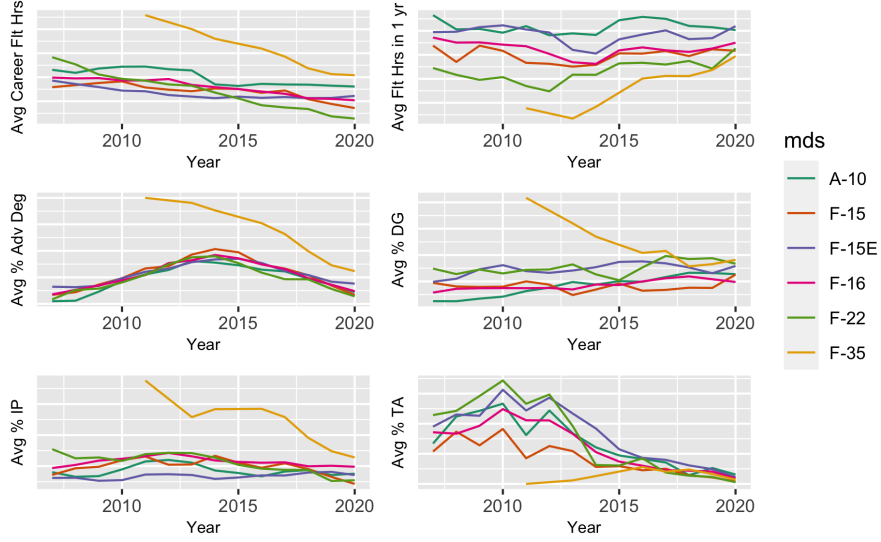 Avg Career Flt Hrs
2010 2015 2020
Year
Avg Flt Hrs in 1 yr
2010 2015 2020
Year
Avg % Adv Deg
2010 2015 2020
Year
Avg % DG
2010 2015 2020
Year
Avg % IP
2010 2015 2020
Year
Avg % TA
2010 2015 2020
Year
mds
A-10
F-15
F-15E
F-16
F-22
F-35